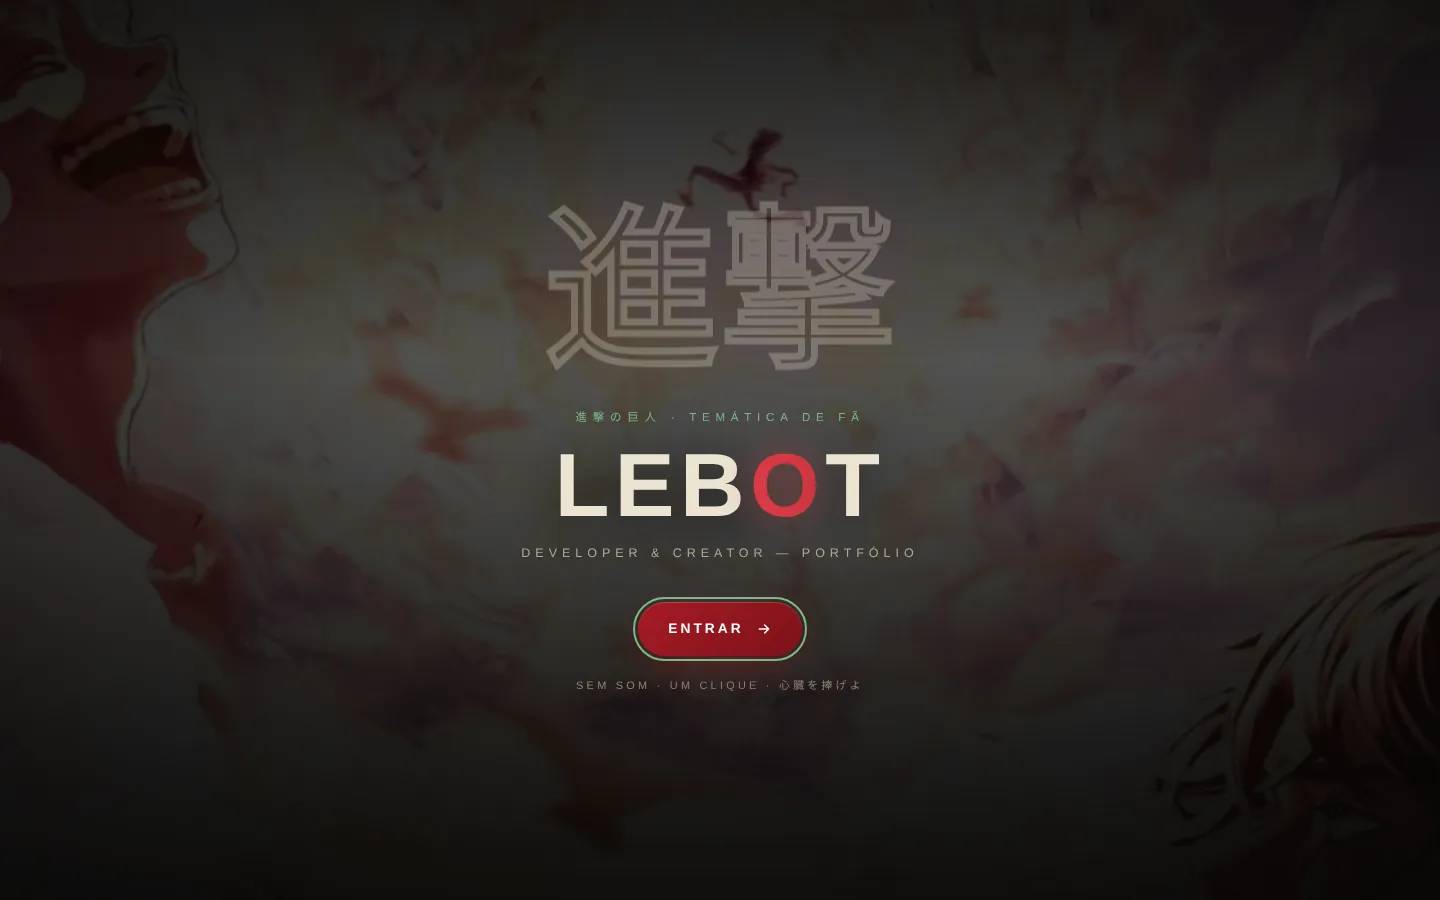 進撃
進撃の巨人 · TEMÁTICA DE FÃ
LEBOT
DEVELOPER & CREATOR — PORTFÓLIO
ENTRAR →
SEM SOM · UM CLIQUE · 心臓を捧げよ